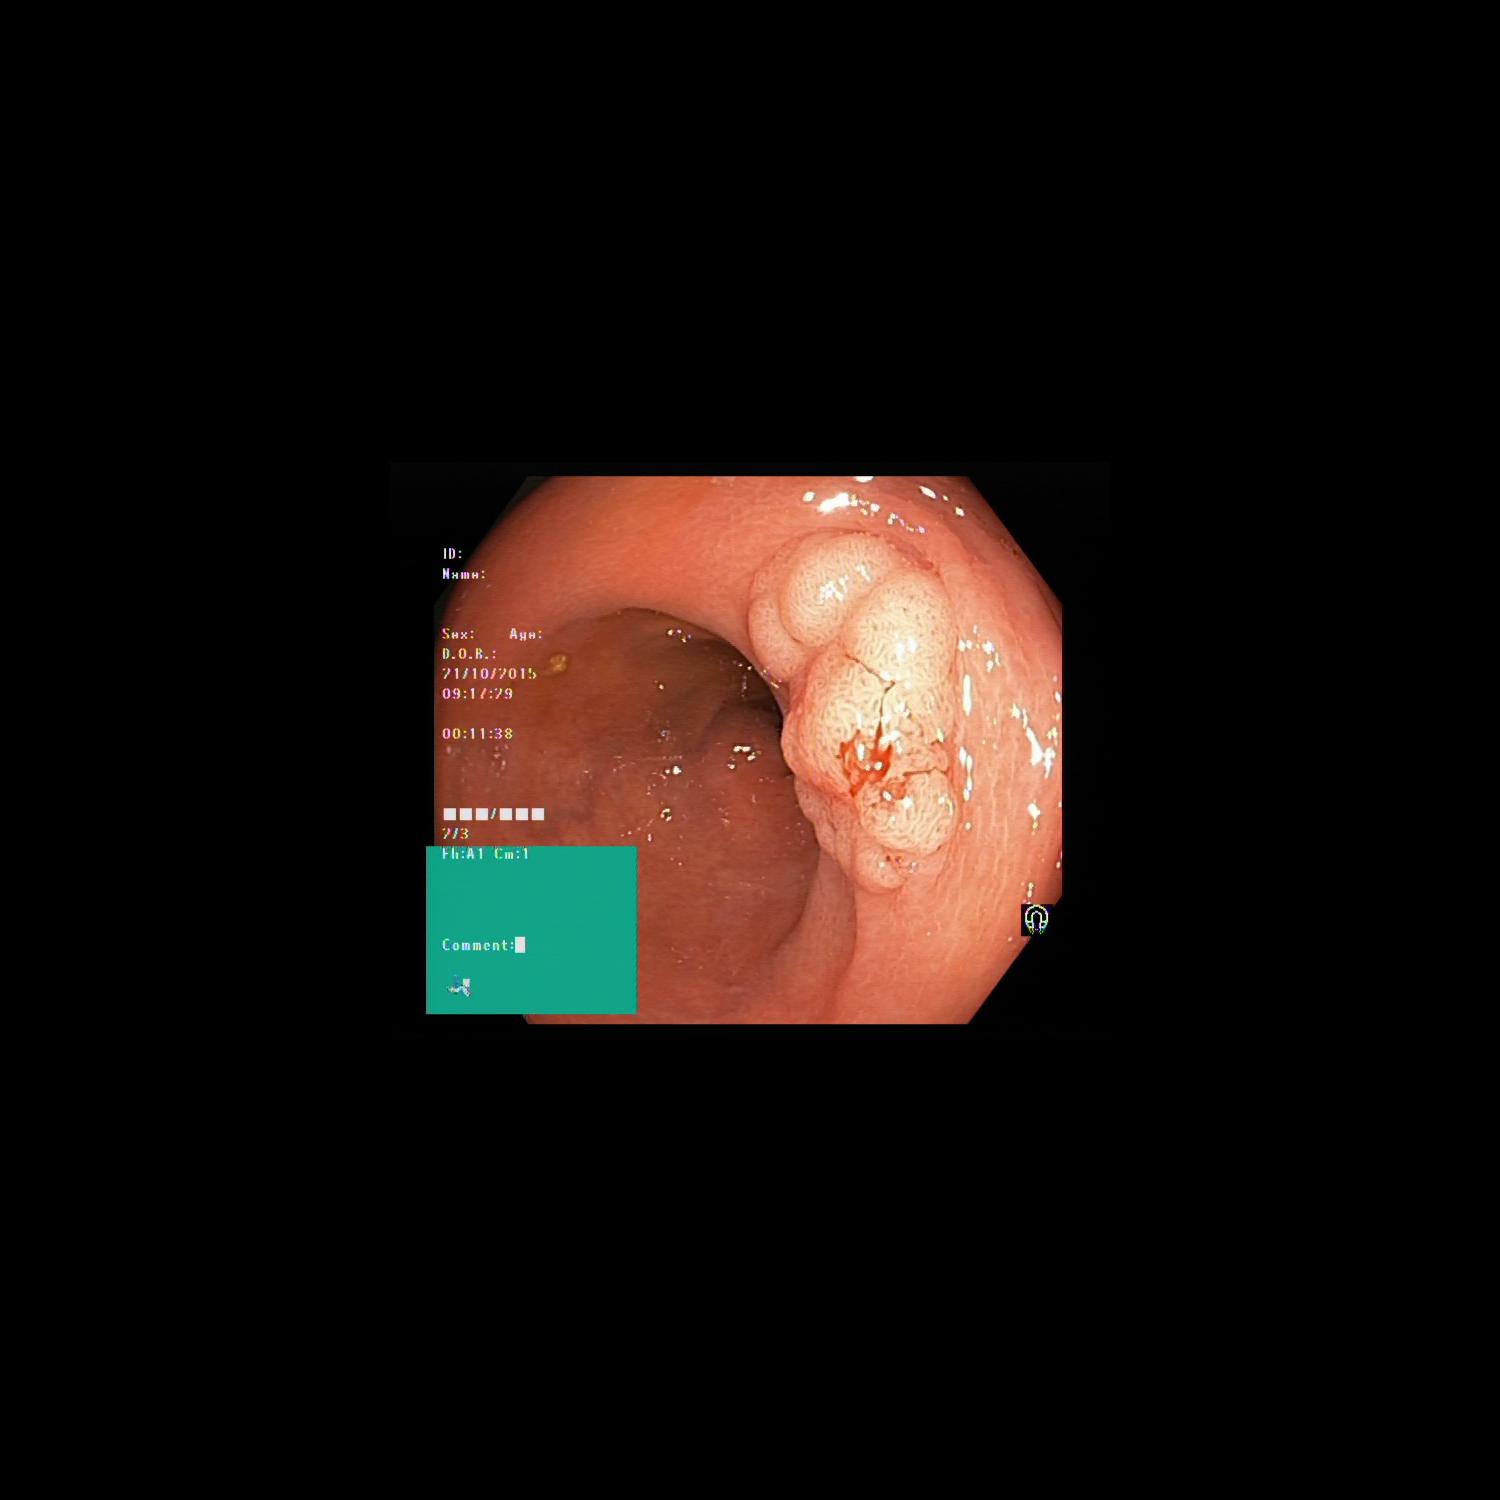 ID:
Name:
Sex: Age:
D.O.B.:
21/10/2015
09:17:29
00:11:38
■■■/■■■
2/3
Eh:A1 Cm:1
Comment: